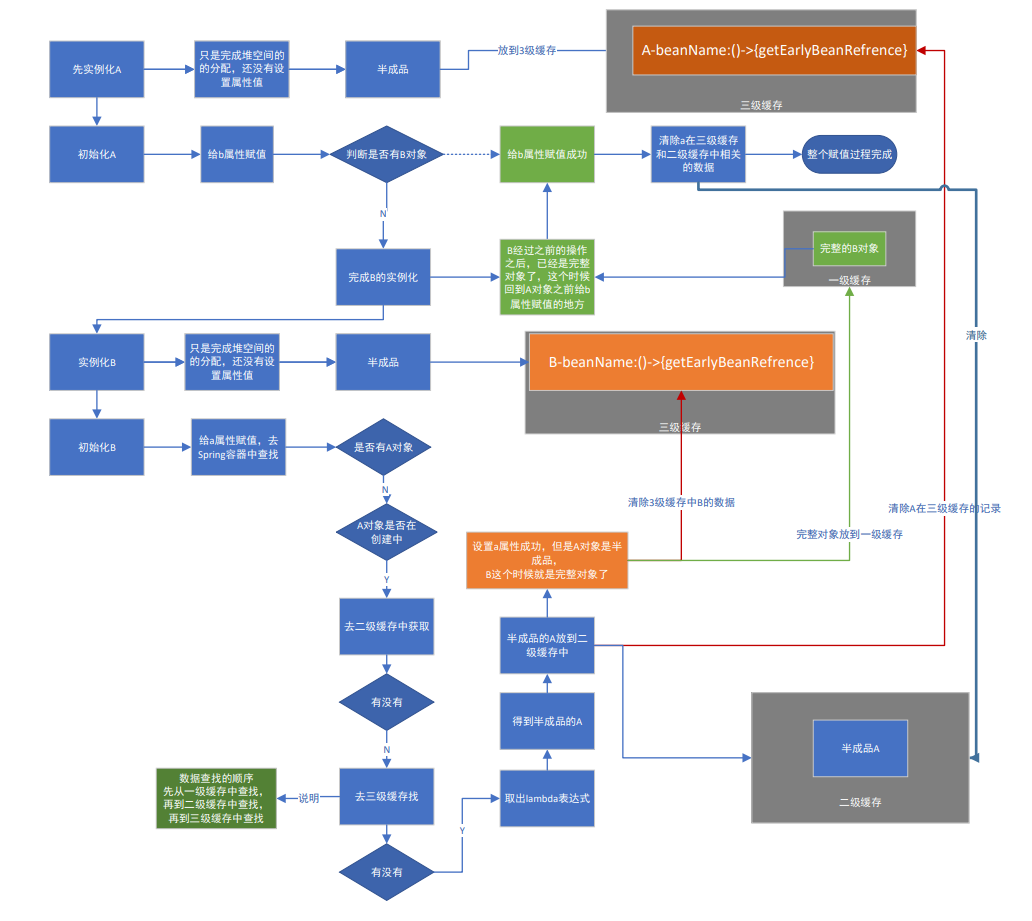 先实例化A
只是完成堆空间的
的分配，还没有设
置属性值
半成品
放到3级缓存
A-beanName:()->{getEarlyBeanRefrence}
三级缓存
初始化A
给b属性赋值
判断是否有B对象
给b属性赋值成功
清除a在三级缓存
和二级缓存中相关
的数据
整个赋值过程完成
N
完成B的实例化
B经过之前的操作
之后，已经是完整
对象了，这个时候
回到A对象之前给b
属性赋值的地方
完整的B对象
一级缓存
清除
实例化B
只是完成堆空间的
的分配，还没有设
置属性值
半成品
B-beanName:()->{getEarlyBeanRefrence}
三级缓存
初始化B
给a属性赋值，去
Spring容器中查找
是否有A对象
N
清除3级缓存中B的数据
清除A在三级缓存的记录
A对象是否在
创建中
完整对象放到一级缓存
设置a属性成功，但是A对象是半
成品，
B这个时候就是完整对象了
Y
去二级缓存中获取
半成品的A放到二
级缓存中
有没有
得到半成品的A
N
半成品A
二级缓存
数据查找的顺序
先从一级缓存中查找，
再到二级缓存中查找，
再到三级缓存中查找
说明
去三级缓存找
取出lambda表达式
Y
有没有